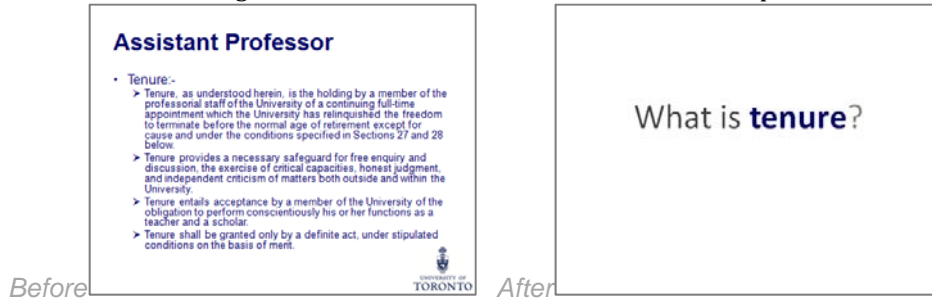 Assistant Professor
• Tenure:-
➤ Tenure, as understood herein, is the holding by a member of the
professorial staff of the University of a continuing full-time
appointment which the University has relinquished the freedom
to terminate before the normal age of retirement except for
cause and under the conditions specified in Sections 27 and 28
below.
➤ Tenure provides a necessary safeguard for free enquiry and
discussion, the exercise of critical capacities, honest judgment,
and independent criticism of matters both outside and within the
University.
➤ Tenure entails acceptance by a member of the University of the
obligation to perform conscientiously his or her functions as a
teacher and a scholar.
➤ Tenure shall be granted only by a definite act, under stipulated
conditions on the basis of merit.
UNIVERSITY OF
TORONTO
Before
What is tenure?
After